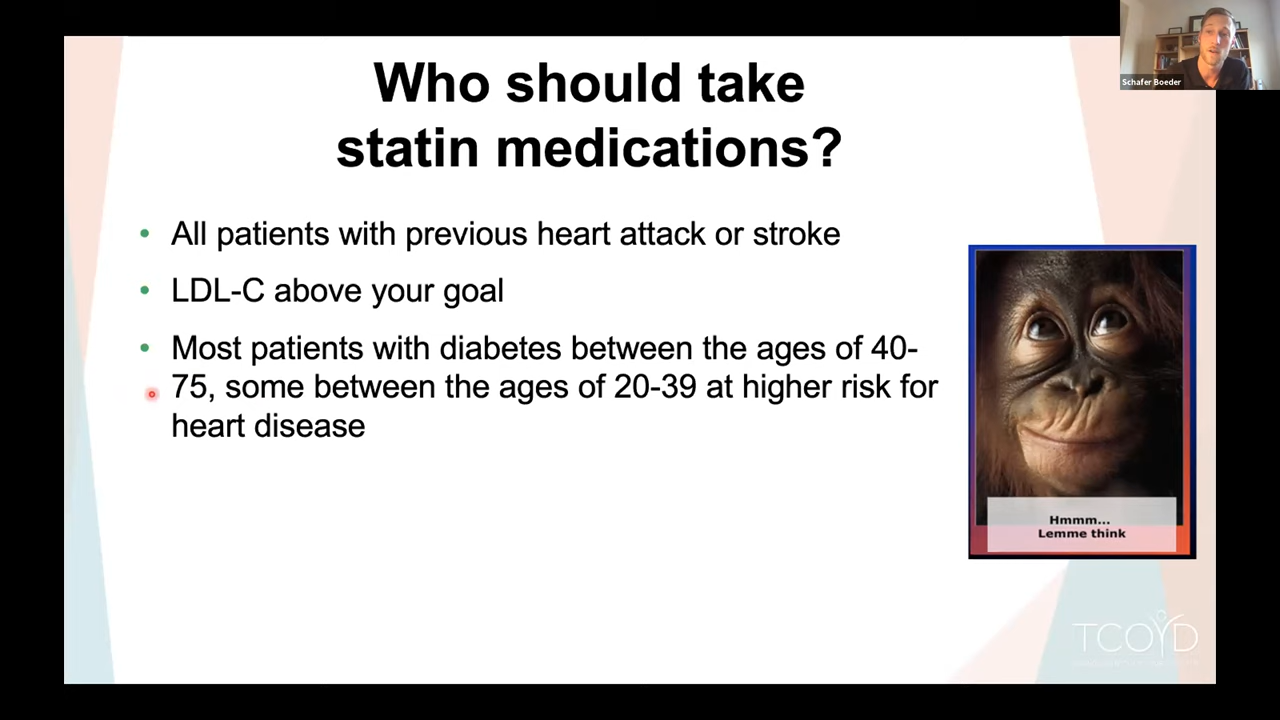 Schafer Boeder
Who should take
statin medications?
• All patients with previous heart attack or stroke
• LDL-C above your goal
• Most patients with diabetes between the ages of 40-
75, some between the ages of 20-39 at higher risk for
heart disease
Hmmm...
Lemme think
TCOYD